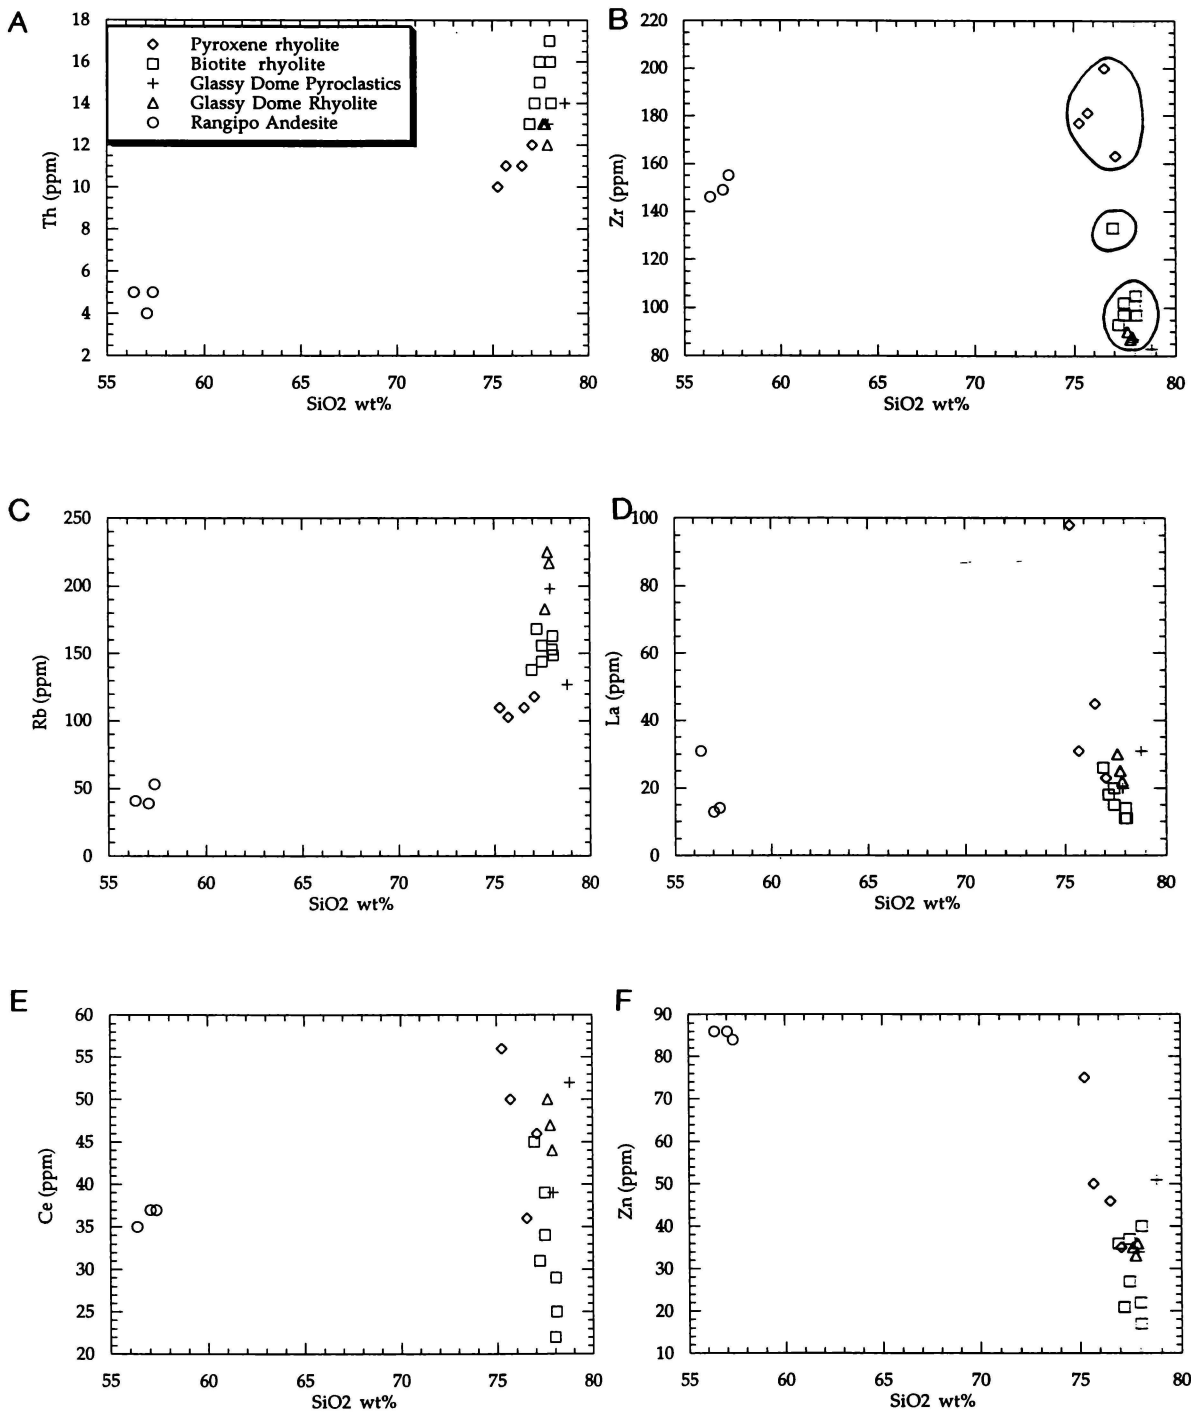 A
18
16
14
12
10
8
6
4
2
Th (ppm)
Pyroxene rhyolite
Biotite rhyolite
Glassy Dome Pyroclastics
Glassy Dome Rhyolite
Rangipo Andesite
55 60 65 70 75 80
SiO2 wt%
B
220
200
180
160
140
120
100
80
Zr (ppm)
55 60 65 70 75 80
SiO2 wt%
C
250
200
150
100
50
0
Rb (ppm)
55 60 65 70 75 80
SiO2 wt%
D
100
80
60
40
20
0
La (ppm)
55 60 65 70 75 80
SiO2 wt%
E
60
55
50
45
40
35
30
25
20
Ce (ppm)
55 60 65 70 75 80
SiO2 wt%
F
90
80
70
60
50
40
30
20
10
Zn (ppm)
55 60 65 70 75 80
SiO2 wt%